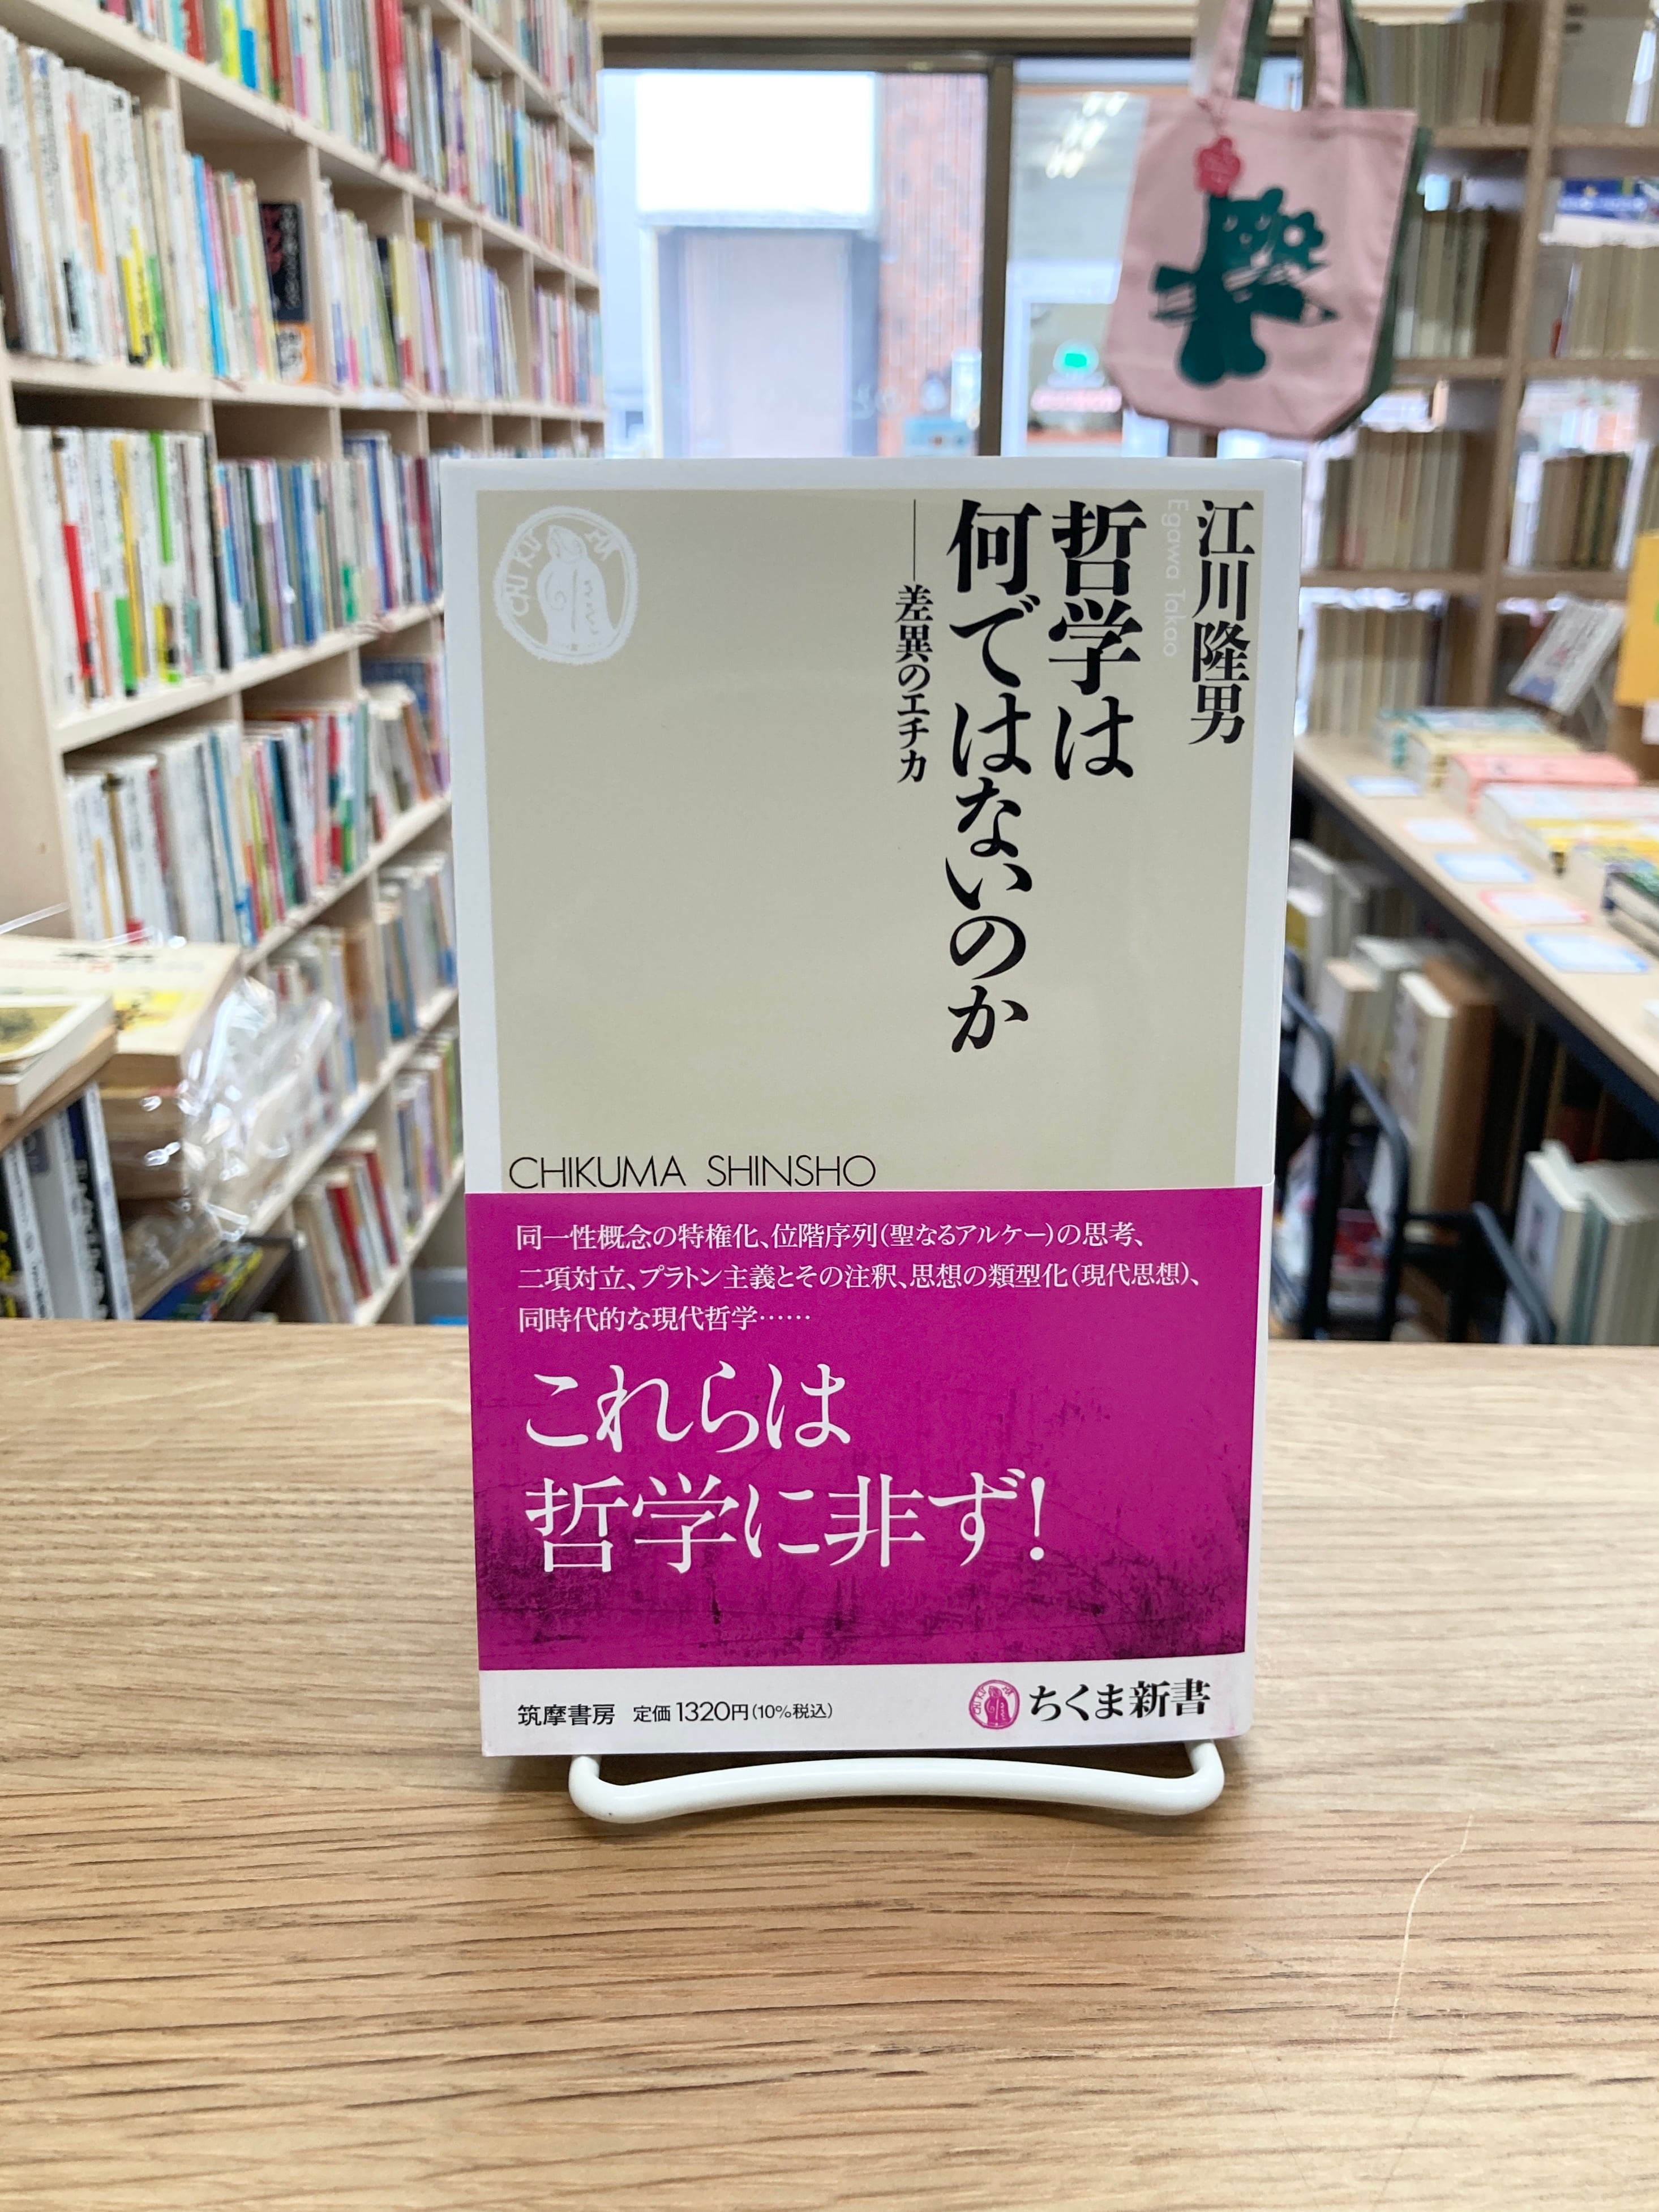 江川隆男
Egawa Takao
哲学は
何ではないのか
──差異のエチカ
CHIKUMA
CHIKUMA SHINSHO
同一性概念の特権化、位階序列(聖なるアルケー)の思考、
二項対立、プラトン主義とその注釈、思想の類型化(現代思想)、
同時代的な現代哲学……
これらは
哲学に非ず!
筑摩書房 定価1320円(10%税込)
CHIKUMA
ちくま新書